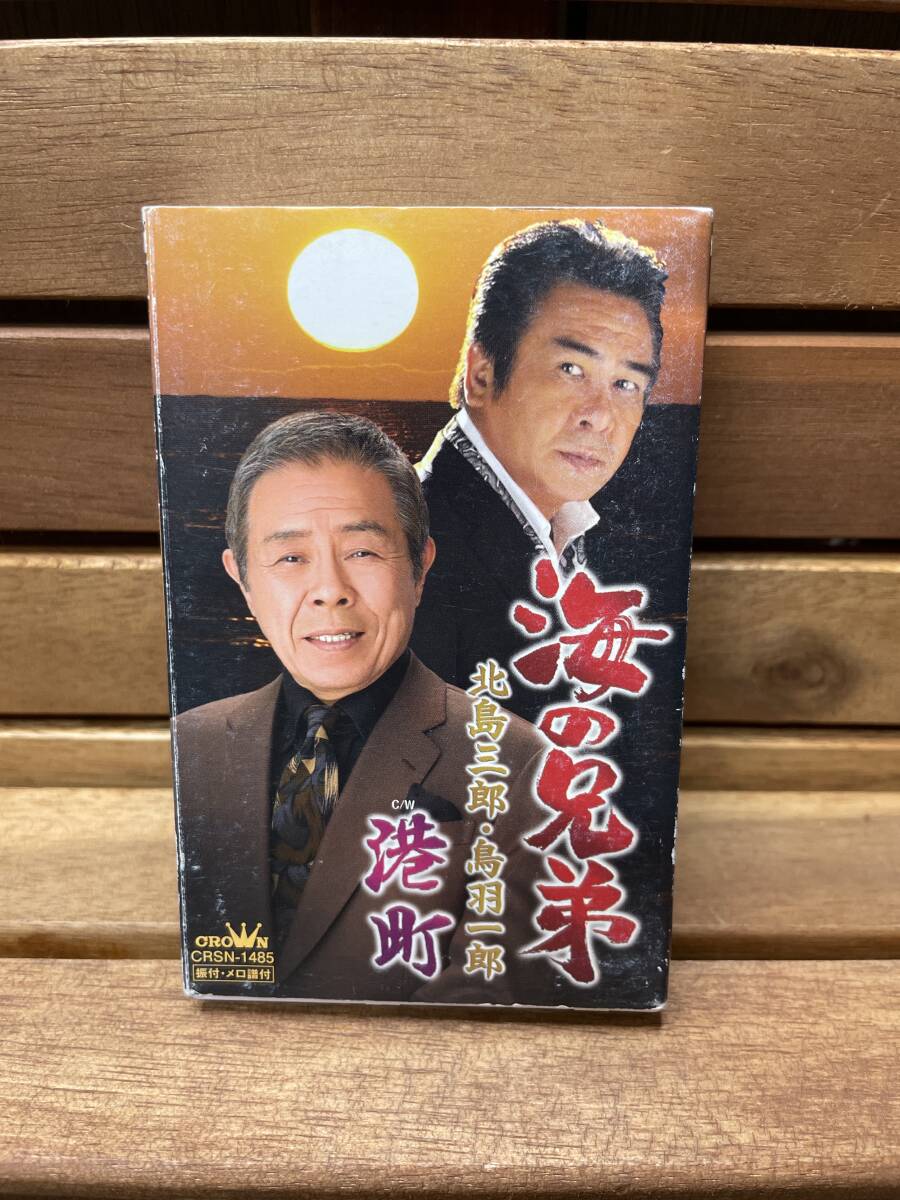 海の兄弟
北島三郎・鳥羽一郎
C/W
港町
CROWN
CRSN-1485
振付・メロ譜付